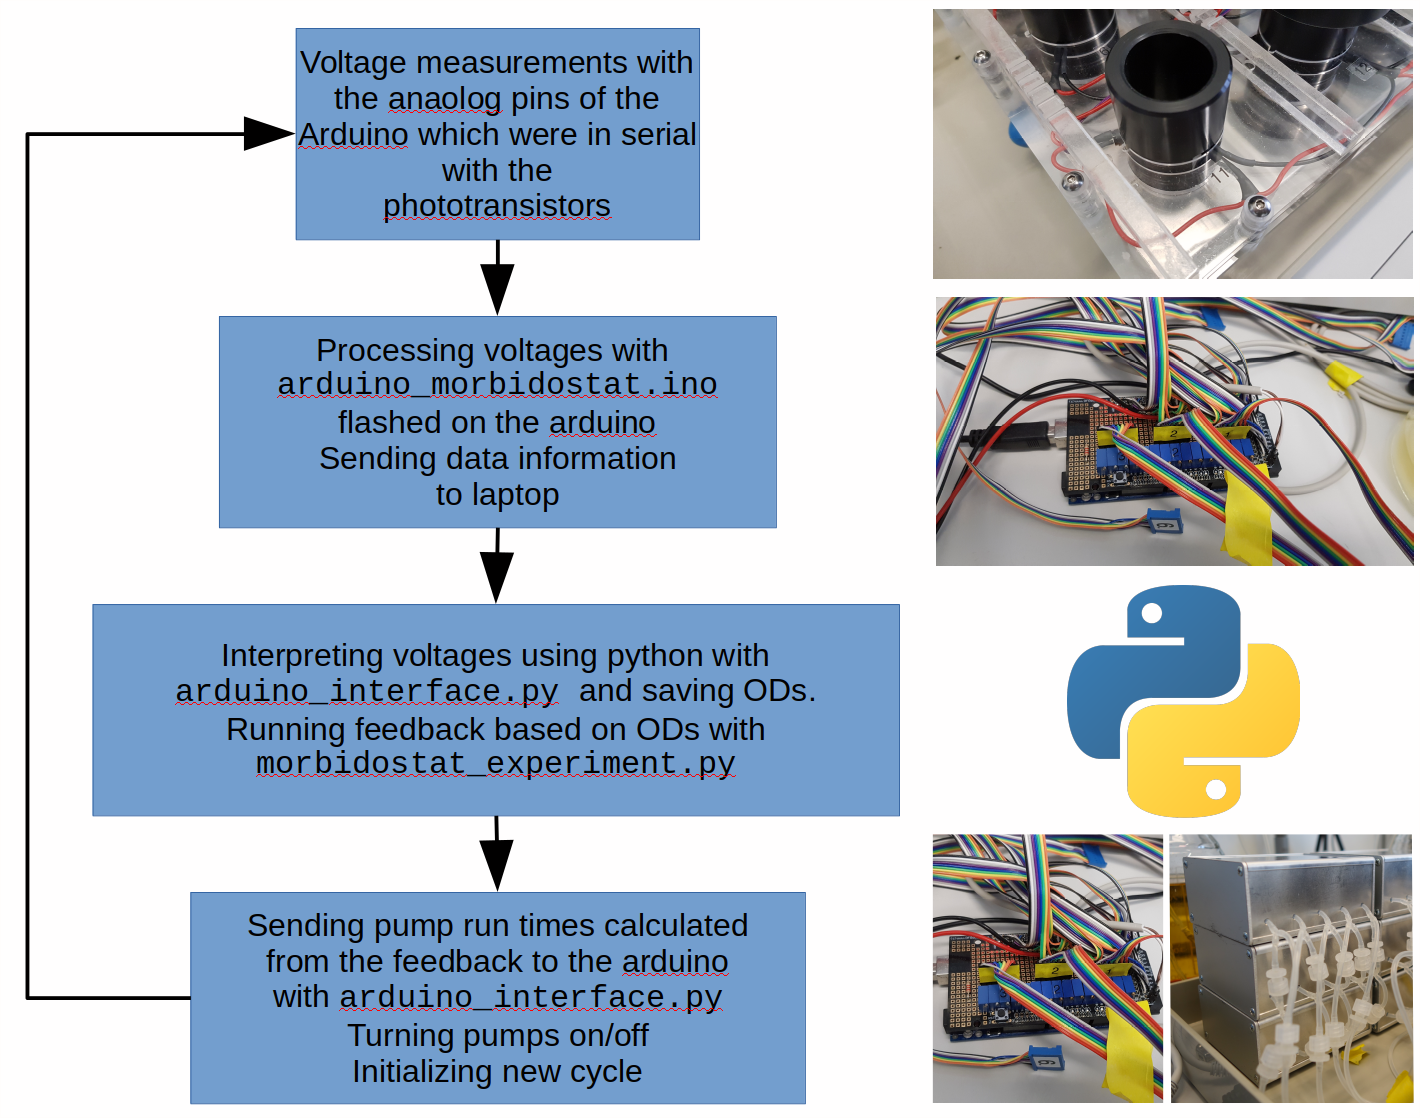 Voltage measurements with
the anaolog pins of the
Arduino which were in serial
with the
phototransistors
11
Processing voltages with
arduino_morbidostat.ino
flashed on the arduino
Sending data information
to laptop
2
Interpreting voltages using python with
arduino_interface.py and saving ODs.
Running feedback based on ODs with
morbidostat_experiment.py
Sending pump run times calculated
from the feedback to the arduino
with arduino_interface.py
Turning pumps on/off
Initializing new cycle
2